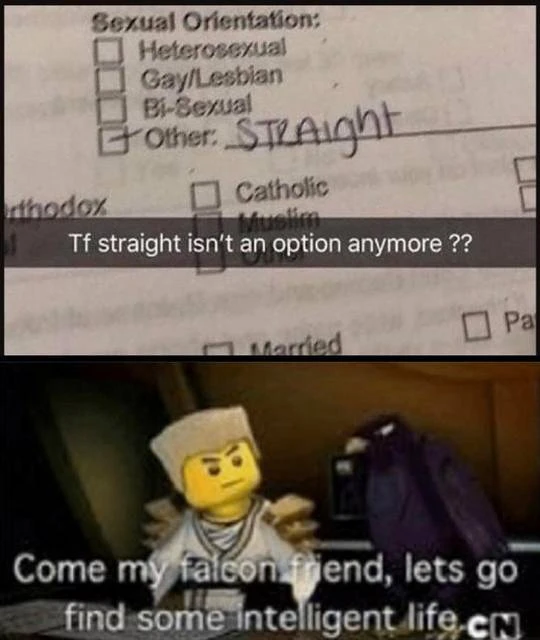 Sexual Orientation:
Heterosexual
Gay/Lesbian
Bi-Sexual
Other: STRAIght
rthodox
Catholic
Muslim
Tf straight isn't an option anymore ??
Other
Married
Pa
Come my falcon friend, lets go
find some intelligent life.
CN